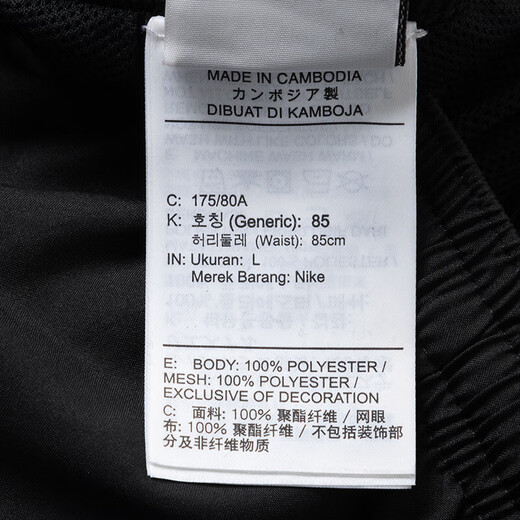 MADE IN CAMBODIA
カンボジア製
DIBUAT DI KAMBOJA
C: 175/80A
K: 호칭 (Generic): 85
허리둘레 (Waist): 85cm
IN: Ukuran: L
Merek Barang: Nike
E: BODY: 100% POLYESTER /
MESH: 100% POLYESTER /
EXCLUSIVE OF DECORATION
C: 面料: 100% 聚酯纤维 / 网眼
布: 100% 聚酯纤维 / 不包括装饰部
分及非纤维部分